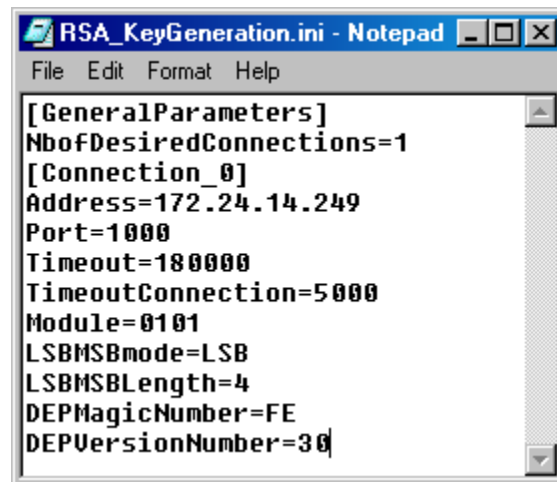 RSA_KeyGeneration.ini - Notepad
File Edit Format Help
[GeneralParameters]
NbofDesiredConnections=1
[Connection_0]
Address=172.24.14.249
Port=1000
Timeout=180000
TimeoutConnection=5000
Module=0101
LSBMSBmode=LSB
LSBMSBLength=4
DEPMagicNumber=FE
DEPVersionNumber=30